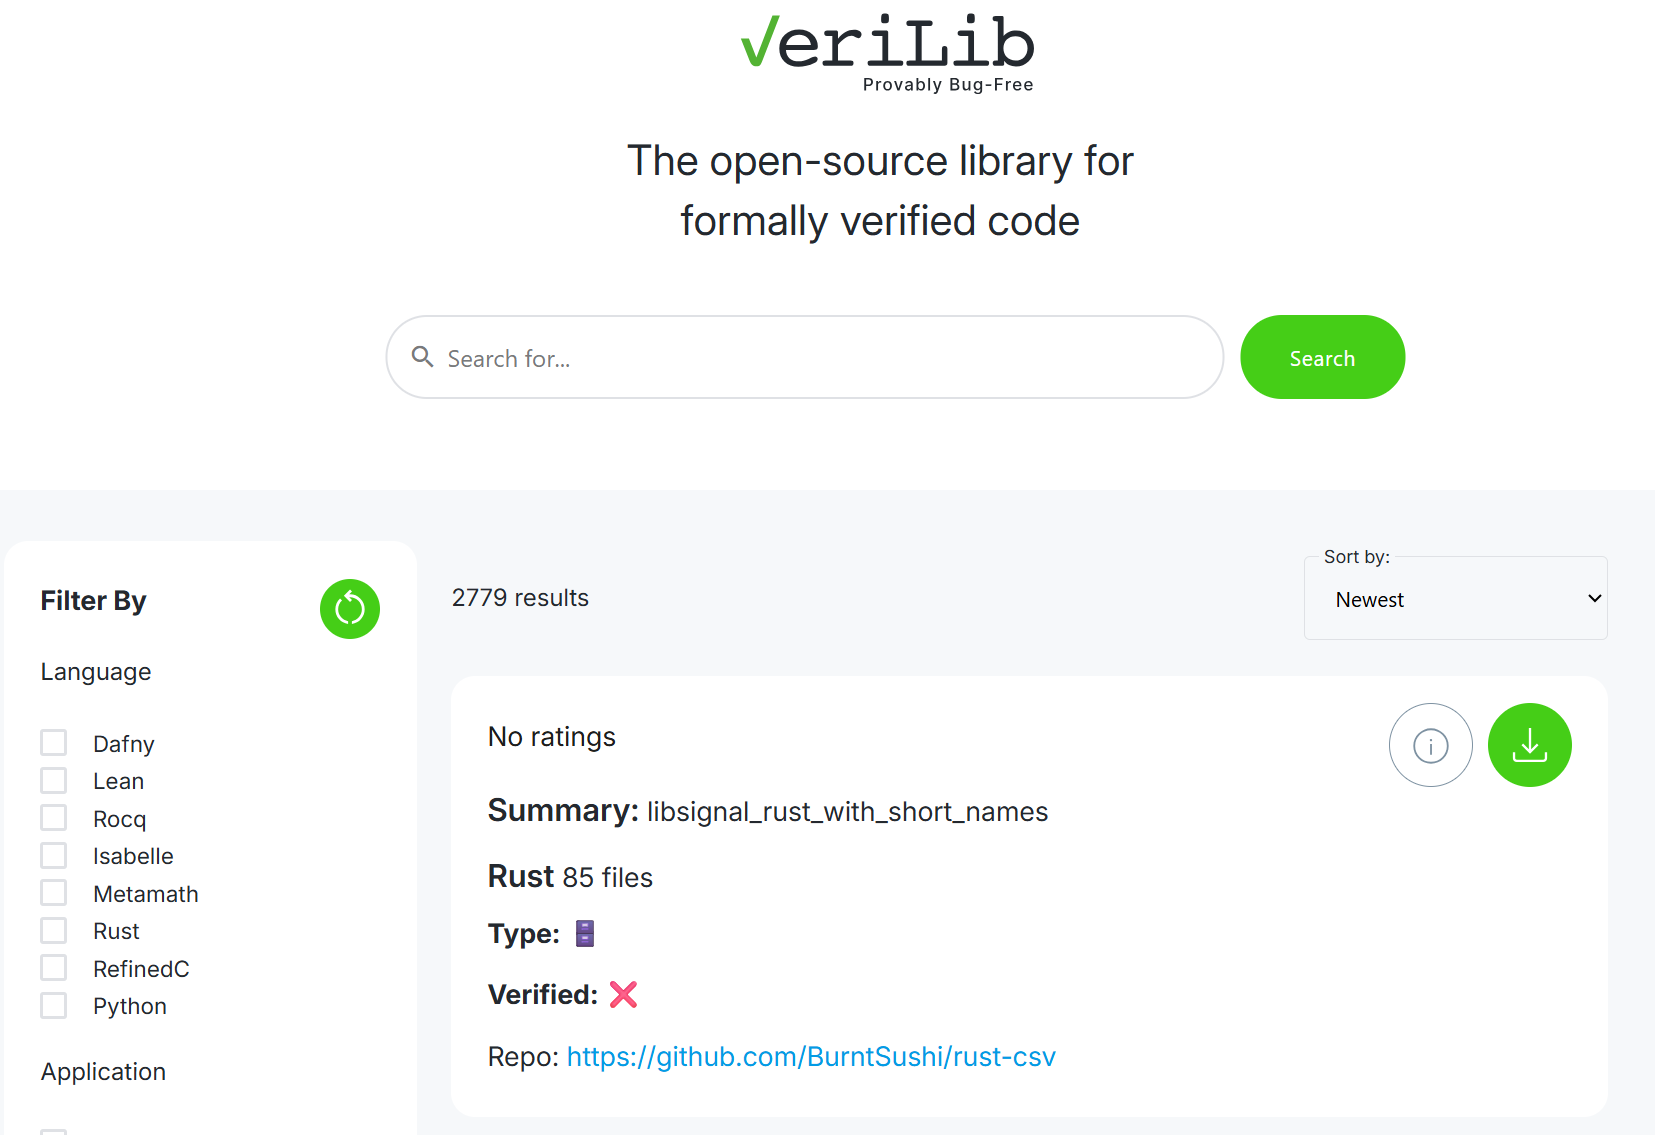 VeriLib
Provably Bug-Free
The open-source library for
formally verified code
Search for...
Search
Filter By
Language
Dafny
Lean
Rocq
Isabelle
Metamath
Rust
RefinedC
Python
Application
2779 results
Sort by:
Newest
No ratings
Summary: libsignal_rust_with_short_names
Rust 85 files
Type:
Verified:
Repo: https://github.com/BurntSushi/rust-csv